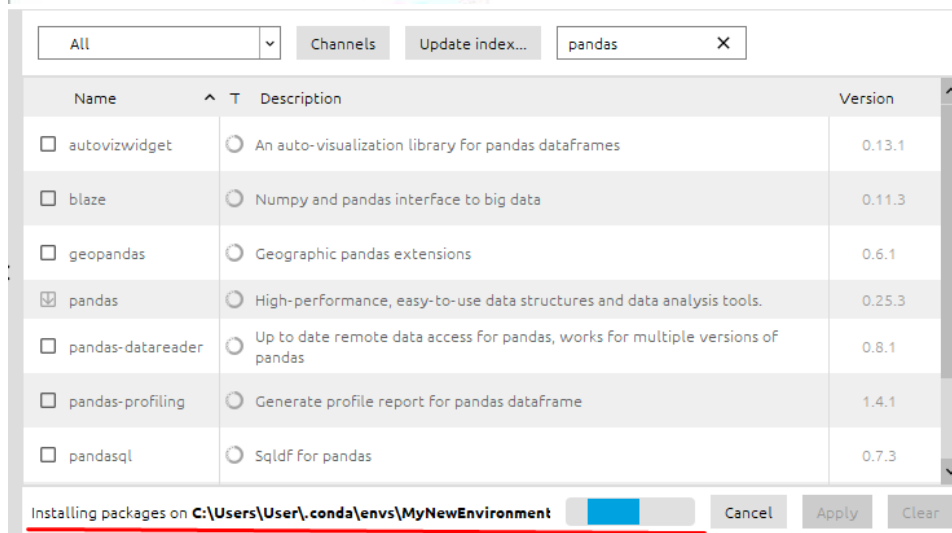 All Channels Update index... pandas
Name T Description Version
autovizwidget An auto-visualization library for pandas dataframes 0.13.1
blaze Numpy and pandas interface to big data 0.11.3
geopandas Geographic pandas extensions 0.6.1
pandas High-performance, easy-to-use data structures and data analysis tools. 0.25.3
pandas-datareader Up to date remote data access for pandas, works for multiple versions of
pandas 0.8.1
pandas-profiling Generate profile report for pandas dataframe 1.4.1
pandasql Sqldf for pandas 0.7.3
Installing packages on C:\Users\User\.conda\envs\MyNewEnvironment Cancel Apply Clear